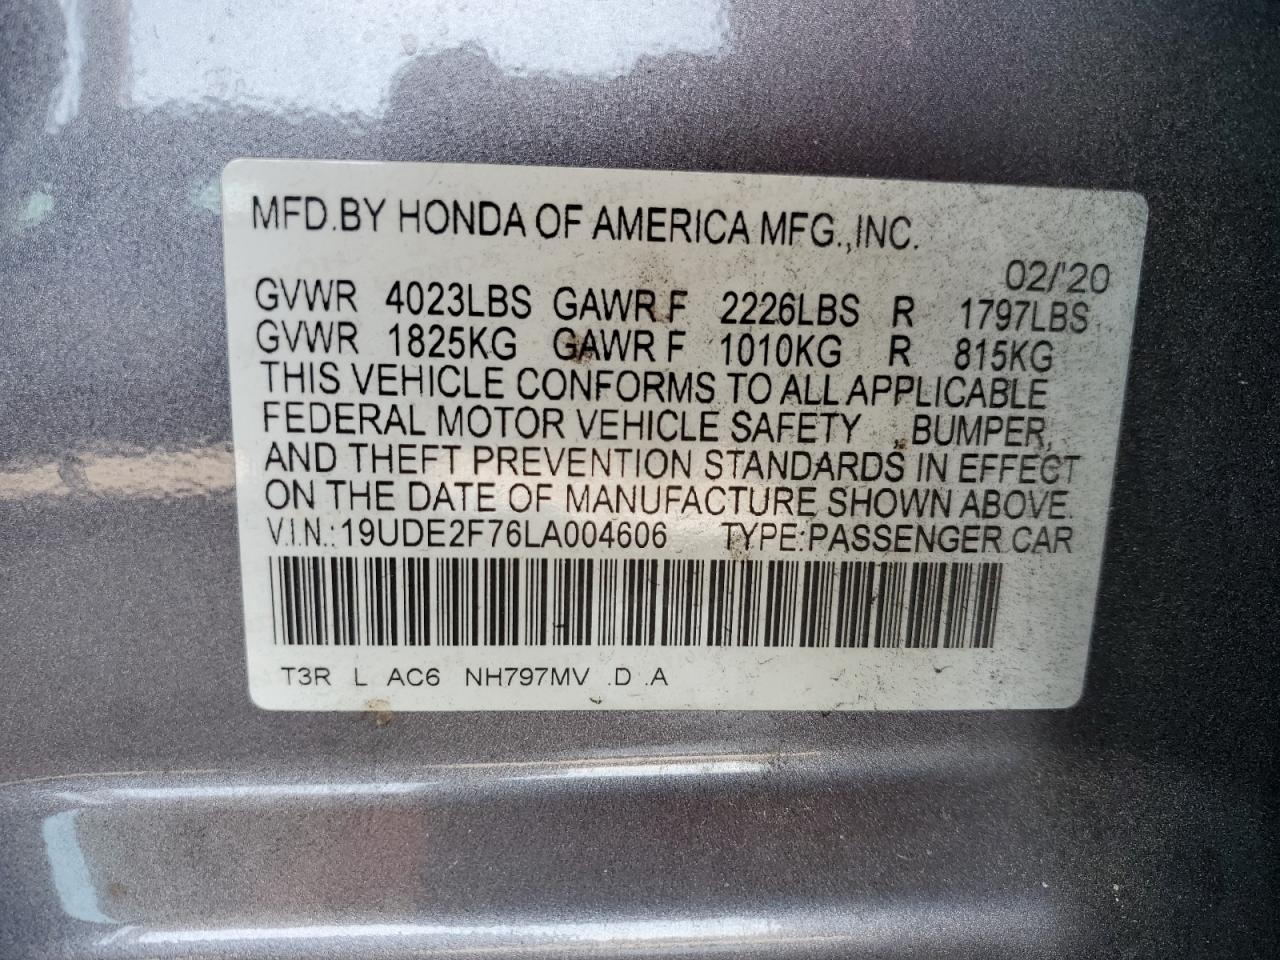 MFD.BY HONDA OF AMERICA MFG.,INC.
02/'20
GVWR 4023LBS GAWR F 2226LBS R 1797LBS
GVWR 1825KG GAWR F 1010KG R 815KG
THIS VEHICLE CONFORMS TO ALL APPLICABLE
FEDERAL MOTOR VEHICLE SAFETY , BUMPER,
AND THEFT PREVENTION STANDARDS IN EFFECT
ON THE DATE OF MANUFACTURE SHOWN ABOVE.
V.I.N.: 19UDE2F76LA004606 TYPE:PASSENGER CAR
T3R L AC6 NH797MV .D .A